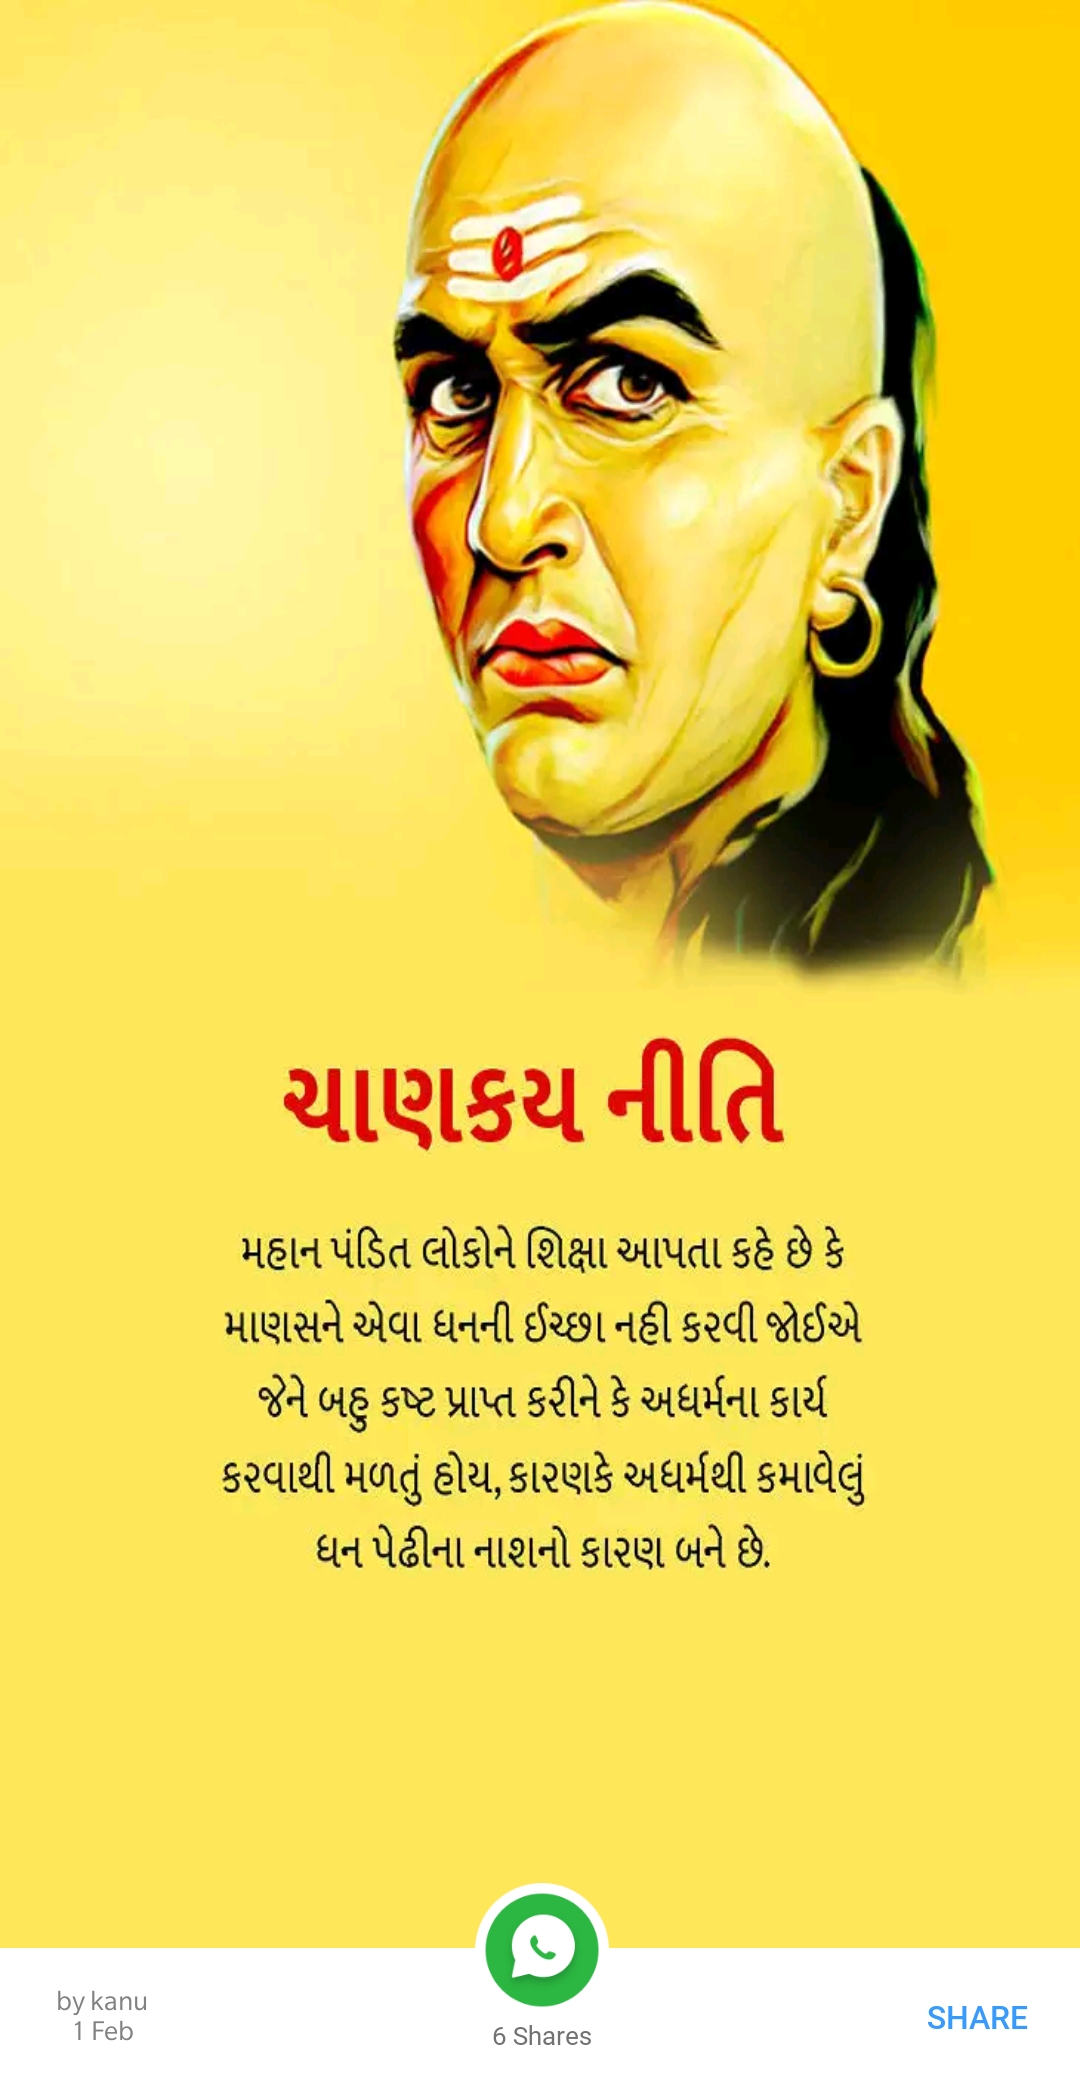 ચાણકય નીતિ
મહાન પંડિત લોકોને શિક્ષા આપતા કહે છે કે
માણસને એવા ધનની ઈચ્છા નહી કરવી જોઈએ
જેને બહુ કષ્ટ પ્રાપ્ત કરીને કે અધર્મના કાર્ય
કરવાથી મળતું હોય, કારણકે અધર્મથી કમાવેલું
ધન પેઢીના નાશનો કારણ બને છે.
by kanu
1 Feb
6 Shares
SHARE